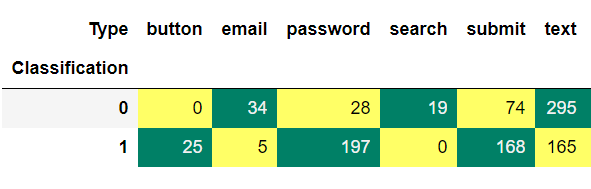 Type button email password search submit text
Classification
0 0 34 28 19 74 295
1 25 5 197 0 168 165